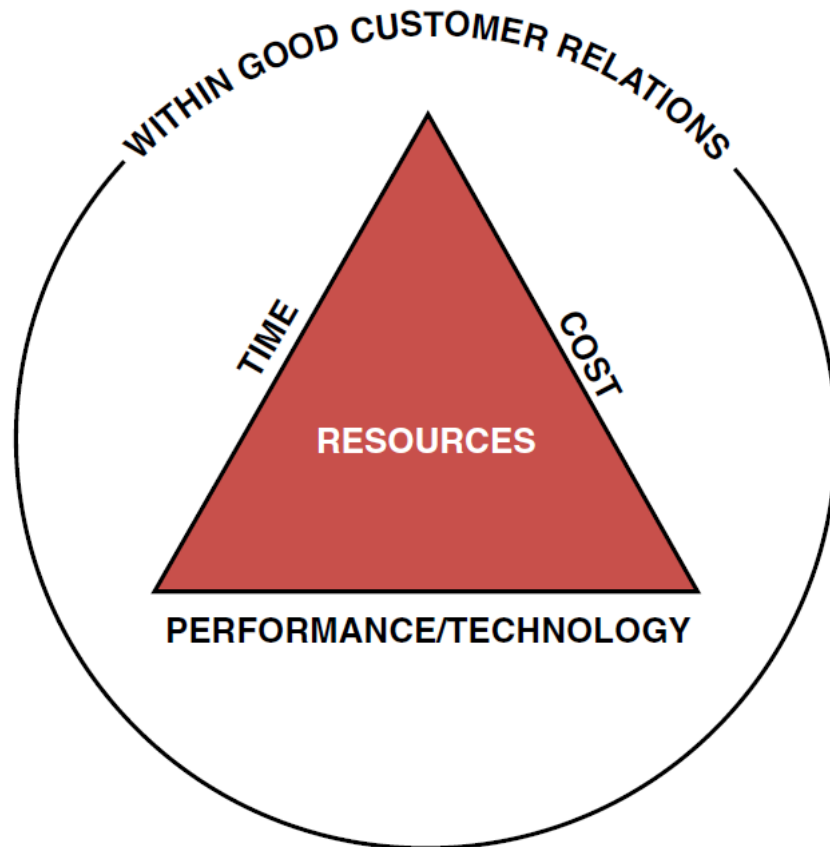 WITHIN GOOD CUSTOMER RELATIONS
TIME
COST
RESOURCES
PERFORMANCE/TECHNOLOGY